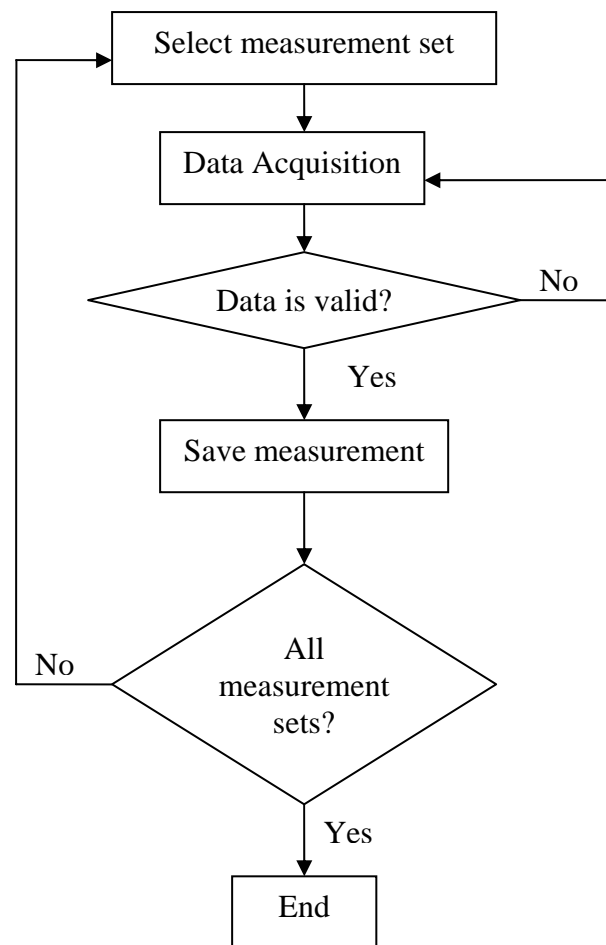 Select measurement set
Data Acquisition
Data is valid?
No
Yes
Save measurement
No
All
measurement
sets?
Yes
End